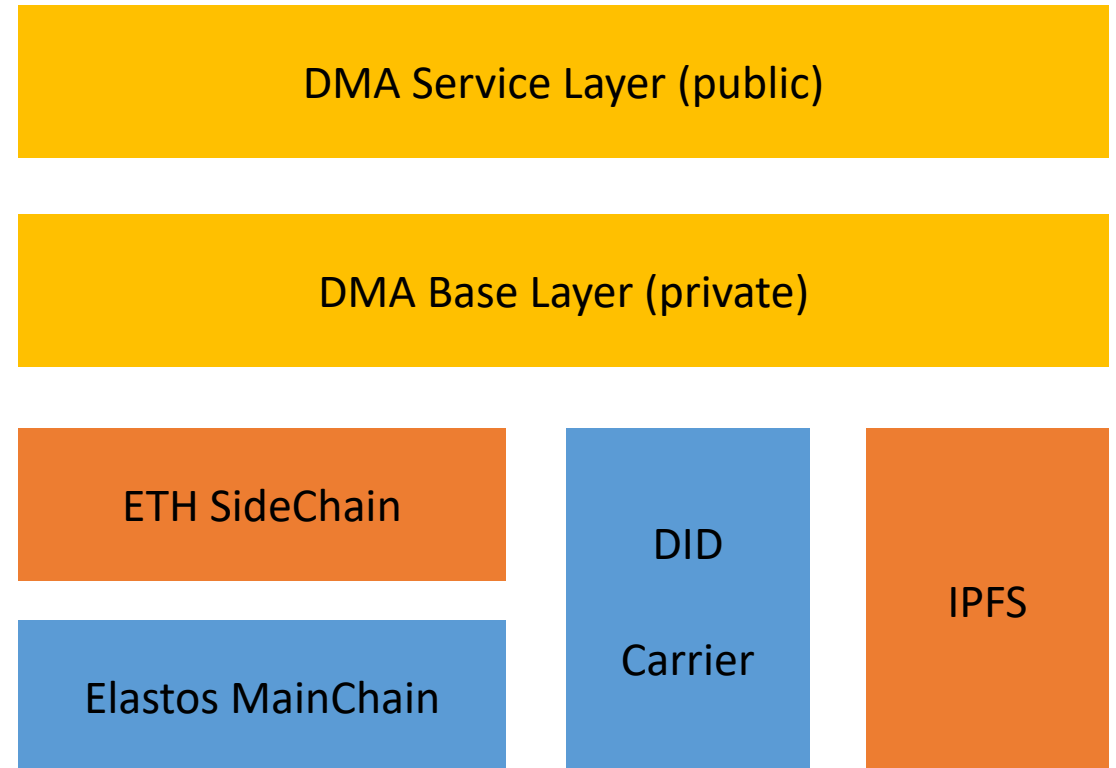 DMA Service Layer (public)
DMA Base Layer (private)
ETH SideChain
Elastos MainChain
DID
Carrier
IPFS